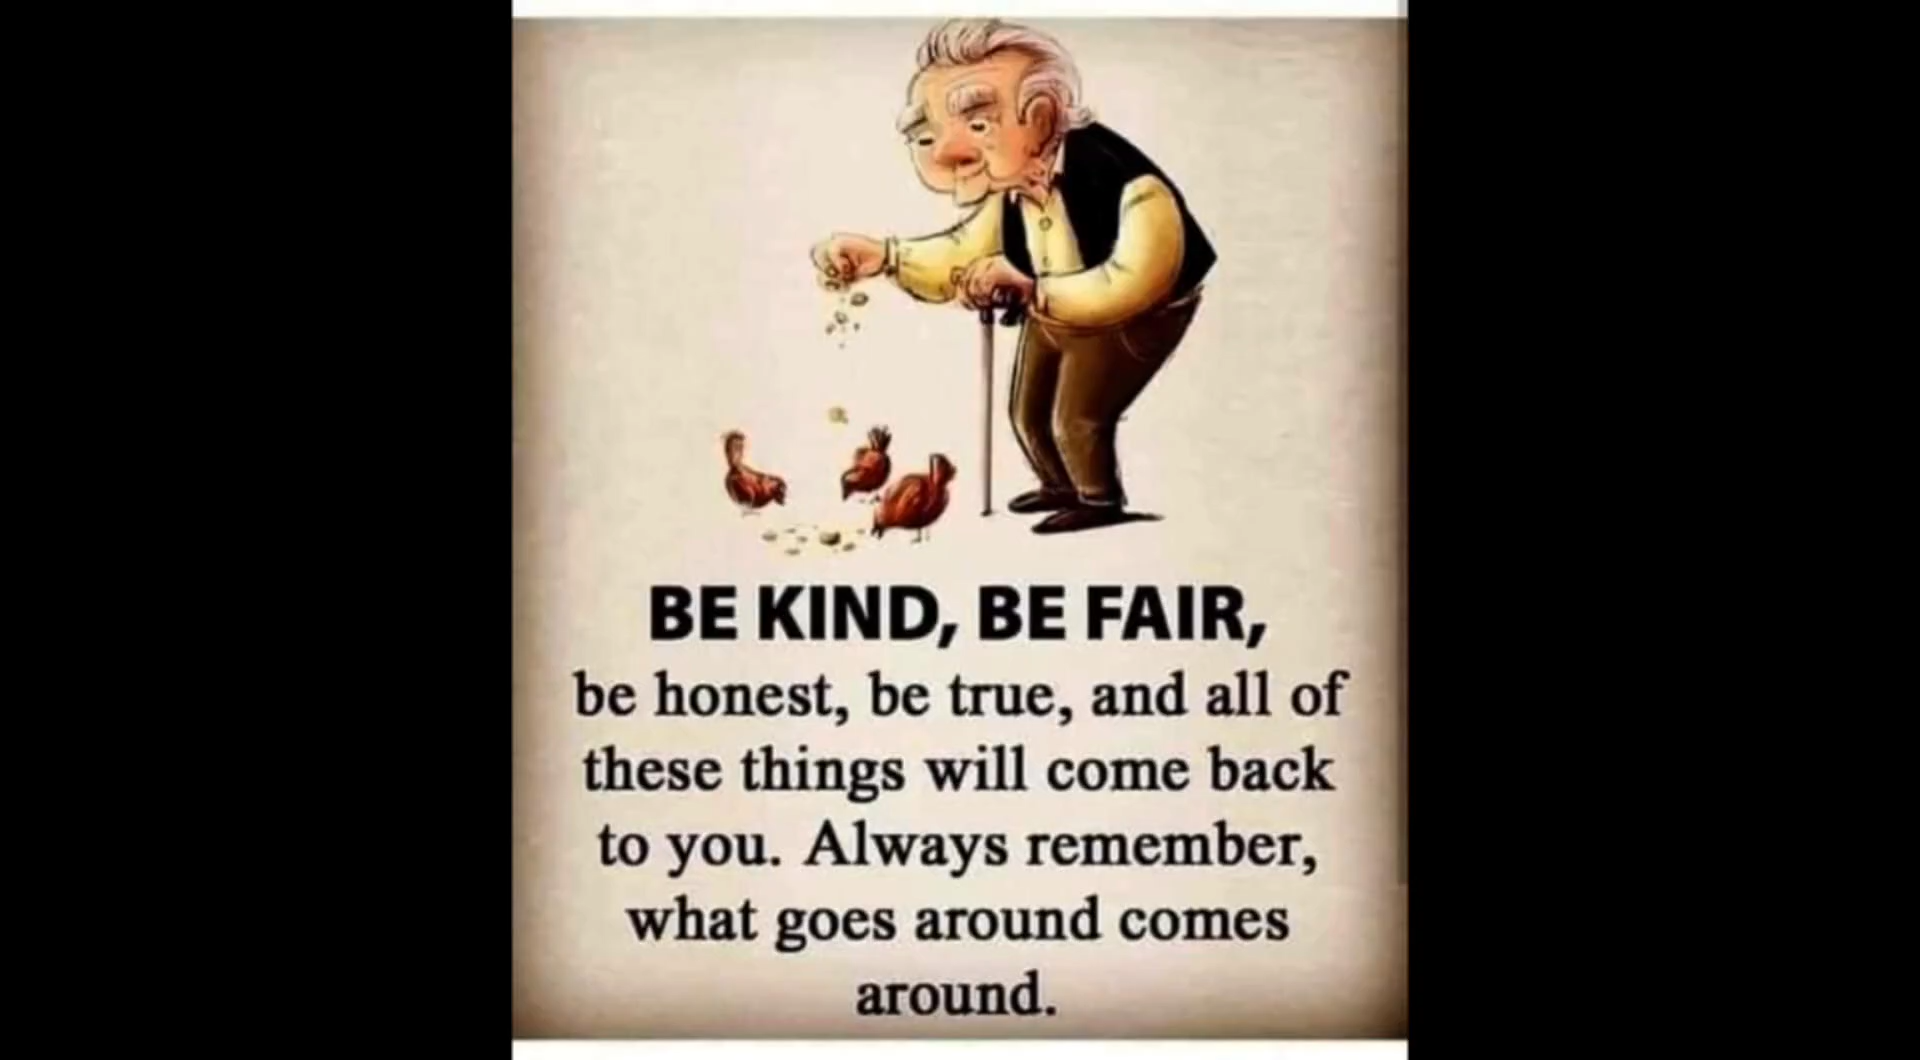 BE KIND, BE FAIR,
be honest, be true, and all of
these things will come back
to you. Always remember,
what goes around comes
around.